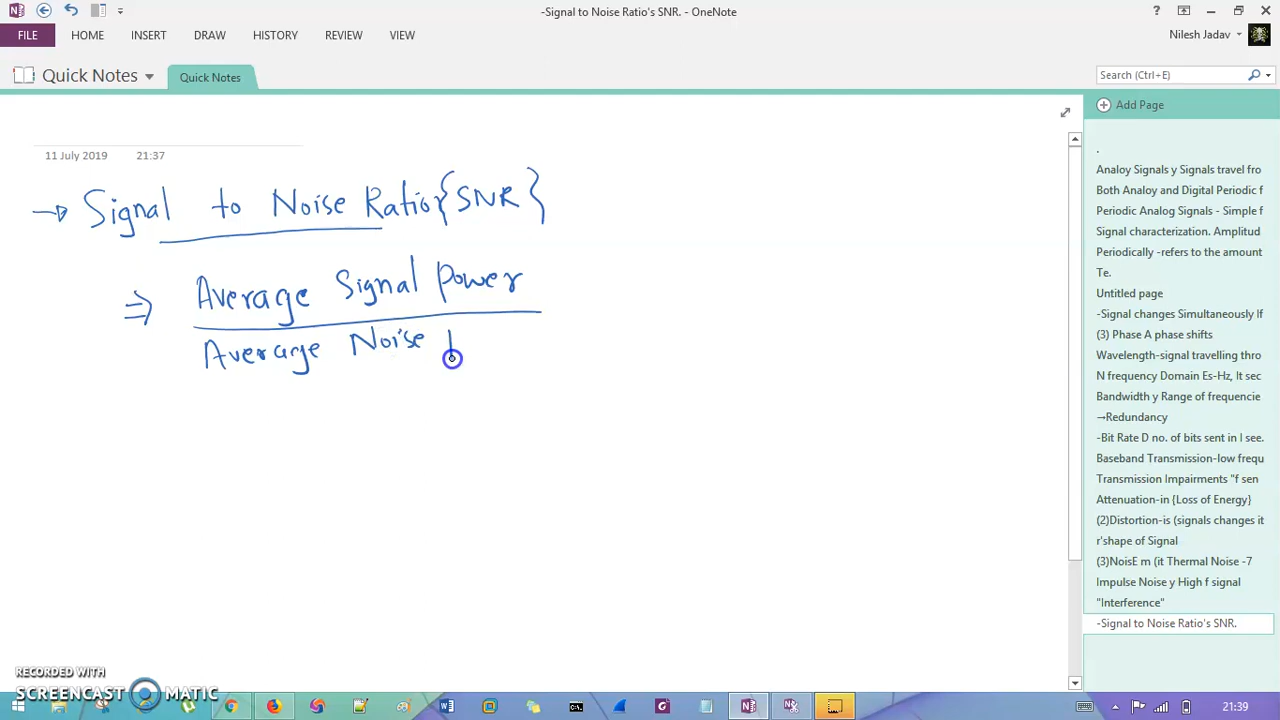 -Signal to Noise Ratio's SNR. - OneNote
FILE HOME INSERT DRAW HISTORY REVIEW VIEW
Nilesh Jadav
Quick Notes
Quick Notes
Search (Ctrl+E)
Add Page
11 July 2019 21:37
→ Signal to Noise Ratio {SNR}
⇒ Average Signal Power
Average Noise
.
Analoy Signals y Signals travel fro
Both Analoy and Digital Periodic f
Periodic Analog Signals - Simple f
Signal characterization. Amplitud
Periodically -refers to the amount
Te.
Untitled page
-Signal changes Simultaneously If
(3) Phase A phase shifts
Wavelength-signal travelling thro
N frequency Domain Es-Hz, It sec
Bandwidth y Range of frequencie
→Redundancy
-Bit Rate D no. of bits sent in I see.
Baseband Transmission-low frequ
Transmission Impairments "f sen
Attenuation-in {Loss of Energy}
(2)Distortion-is (signals changes it
r'shape of Signal
(3)NoisE m (it Thermal Noise -7
Impulse Noise y High f signal
"Interference"
-Signal to Noise Ratio's SNR.
RECORDED WITH
SCREENCAST MATIC
21:39